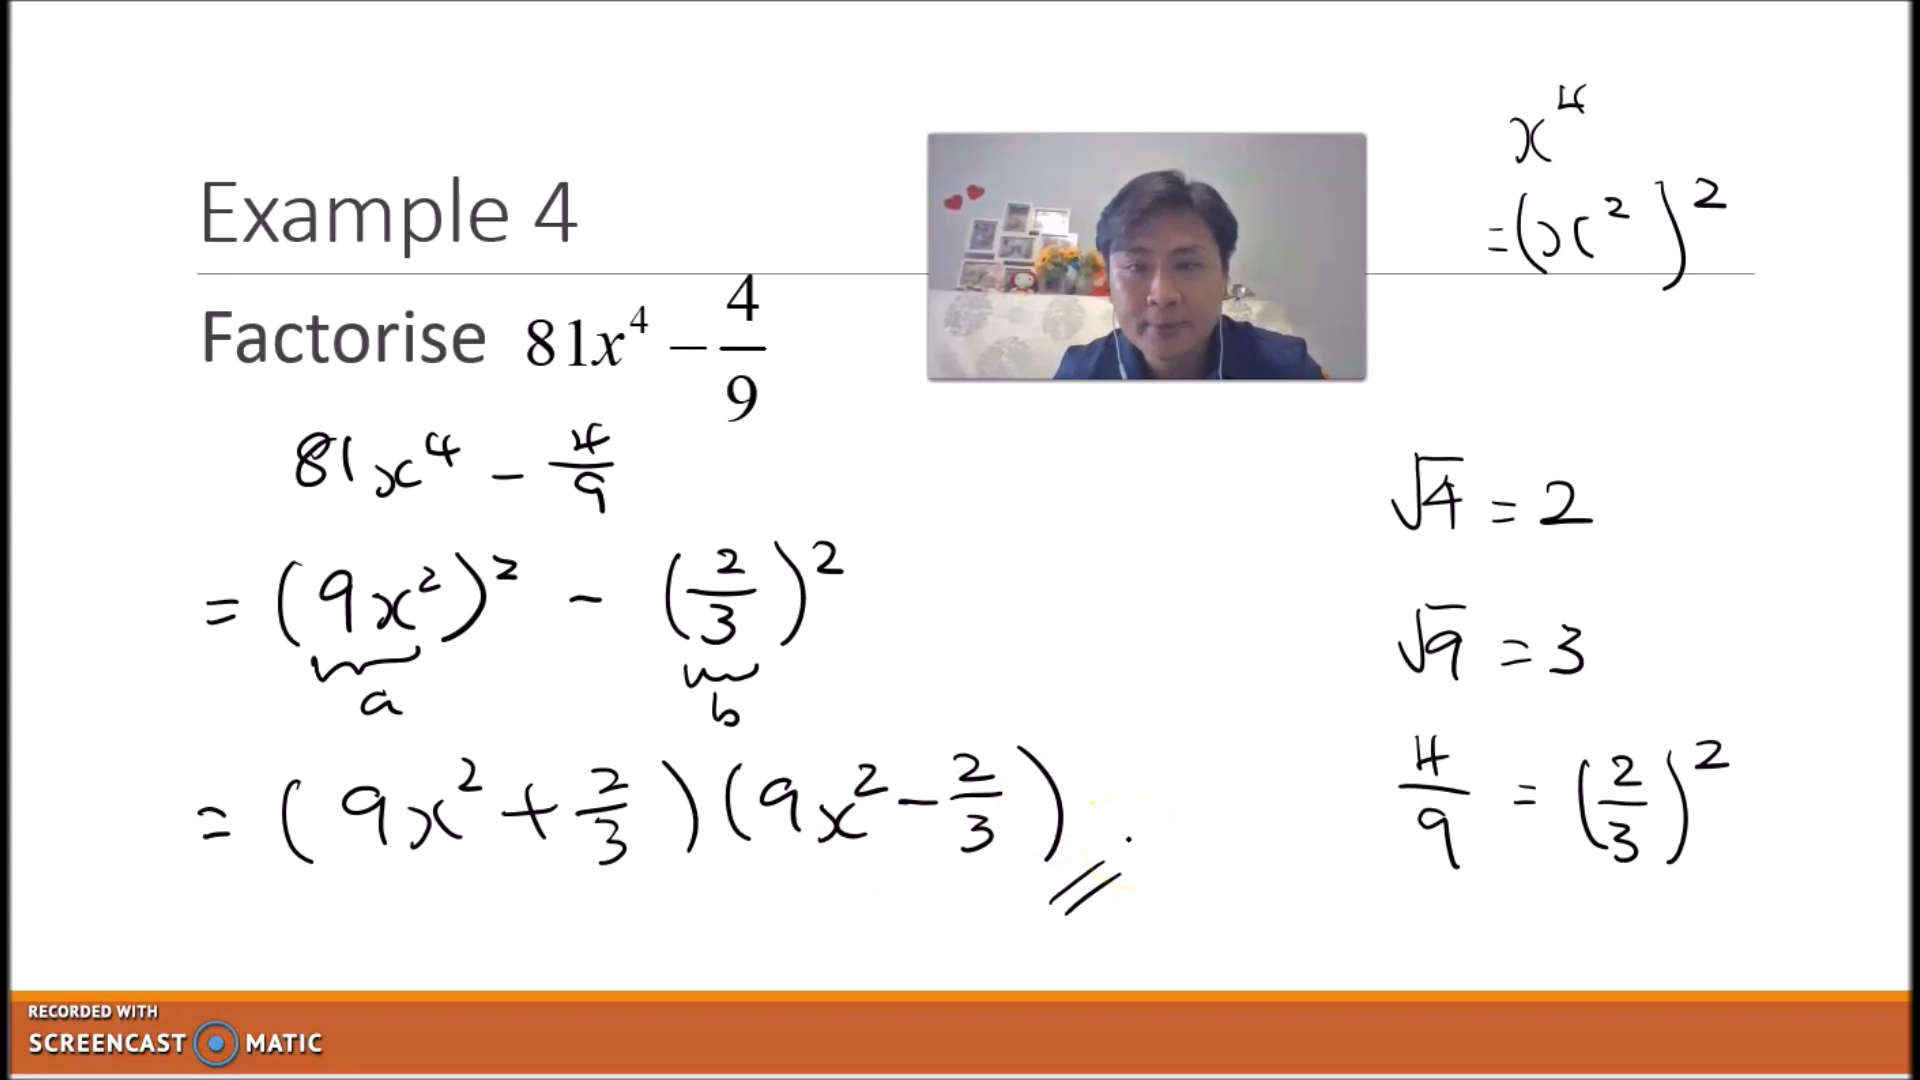 Example 4
Factorise 81x⁴ − 4/9
81x⁴ − 4/9
= (9x²)² − (2/3)²
a b
= (9x² + 2/3)(9x² − 2/3)
x⁴
= (x²)²
√4 = 2
√9 = 3
4/9 = (2/3)²
RECORDED WITH
SCREENCAST MATIC